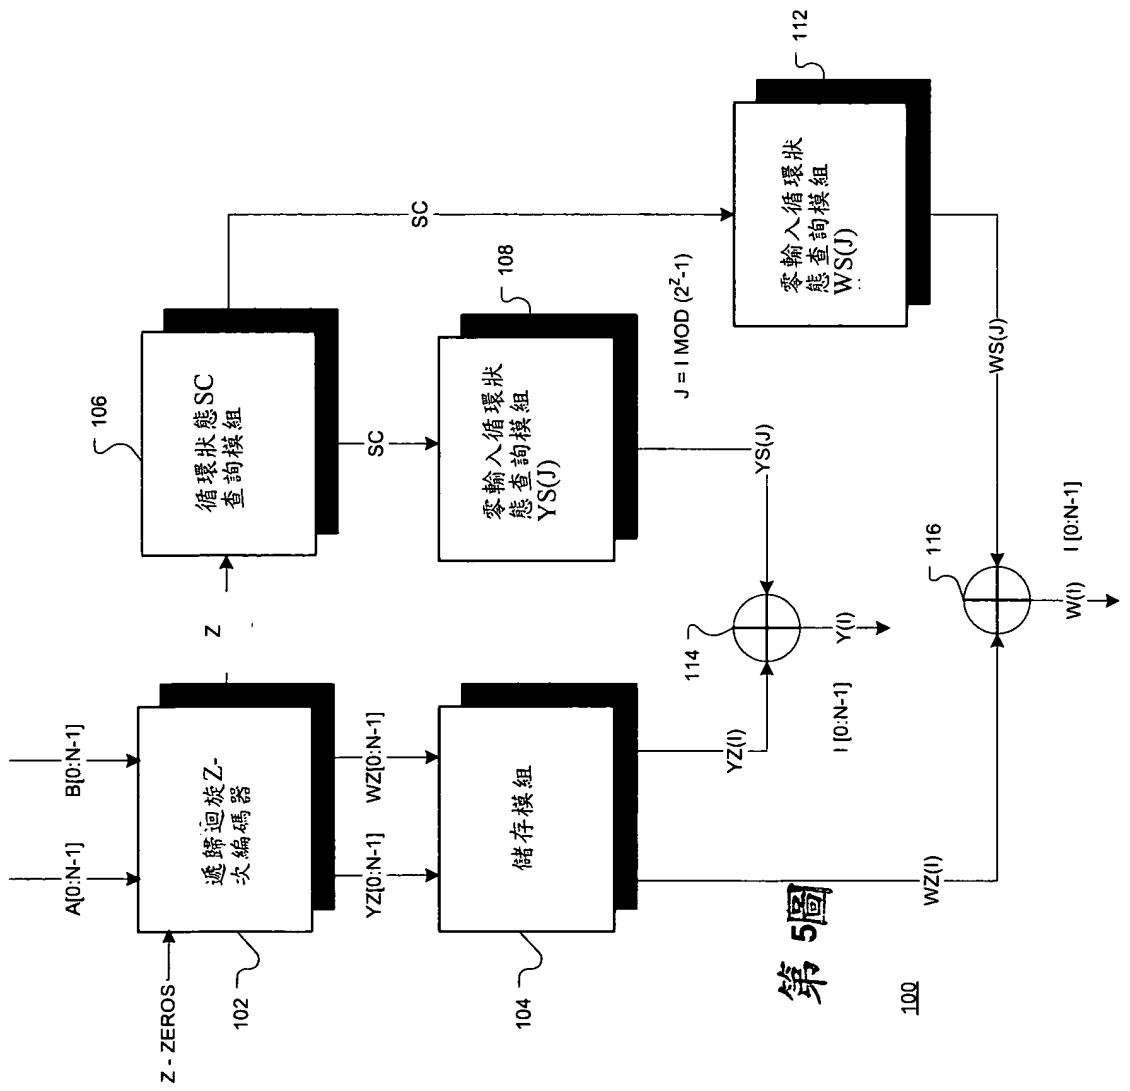 A[0:N-1]
B[0:N-1]
Z - ZEROS
遞歸迴旋Z-
次編碼器
102
Z
YZ[0:N-1]
WZ[0:N-1]
儲存模組
104
循環狀態SC
查詢模組
106
SC
SC
零輸入循環狀
態查詢模組
YS(J)
108
J = I MOD (2^Z-1)
零輸入循環狀
態查詢模組
WS(J)
112
YZ(I)
YS(J)
114
Y(I)
I [0:N-1]
WZ(I)
WS(J)
116
W(I)
I [0:N-1]
第 5圖
100